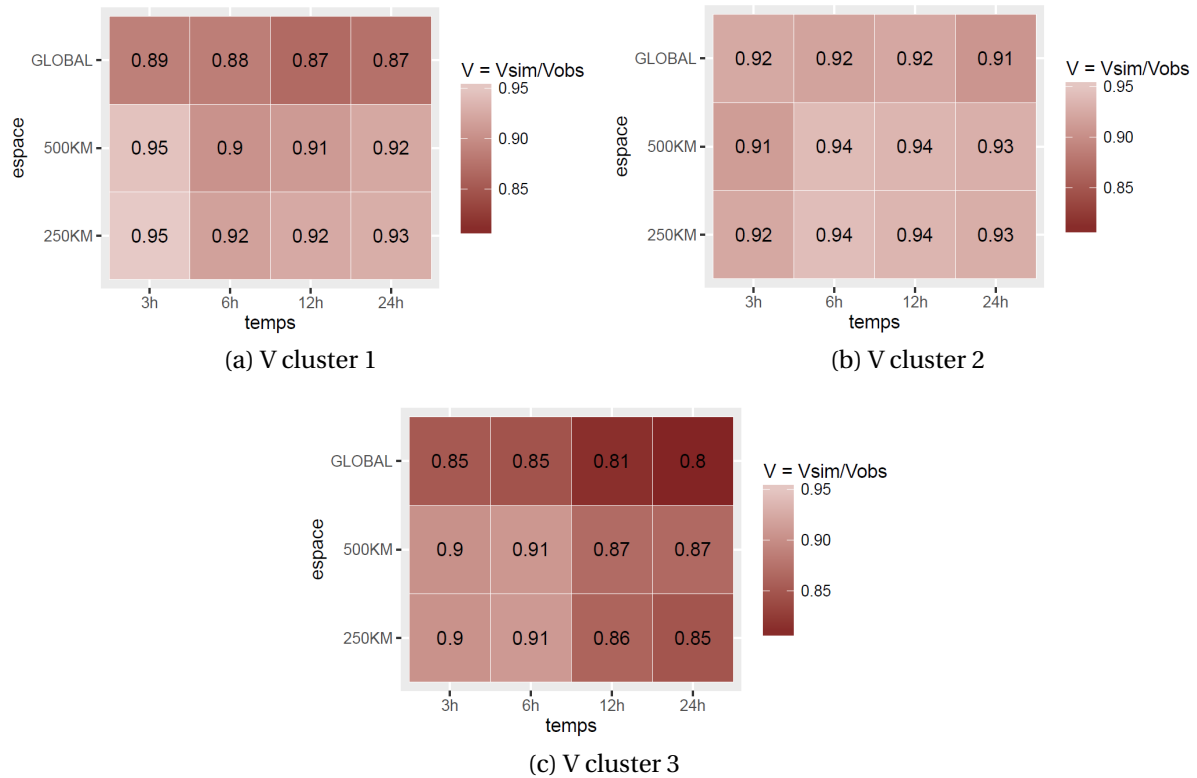 GLOBAL 0.89 0.88 0.87 0.87
500KM 0.95 0.9 0.91 0.92
250KM 0.95 0.92 0.92 0.93
3h 6h 12h 24h
temps
espace
V = Vsim/Vobs
0.95
0.90
0.85
(a) V cluster 1
GLOBAL 0.92 0.92 0.92 0.91
500KM 0.91 0.94 0.94 0.93
250KM 0.92 0.94 0.94 0.93
3h 6h 12h 24h
temps
espace
V = Vsim/Vobs
0.95
0.90
0.85
(b) V cluster 2
GLOBAL 0.85 0.85 0.81 0.8
500KM 0.9 0.91 0.87 0.87
250KM 0.9 0.91 0.86 0.85
3h 6h 12h 24h
temps
espace
V = Vsim/Vobs
0.95
0.90
0.85
(c) V cluster 3